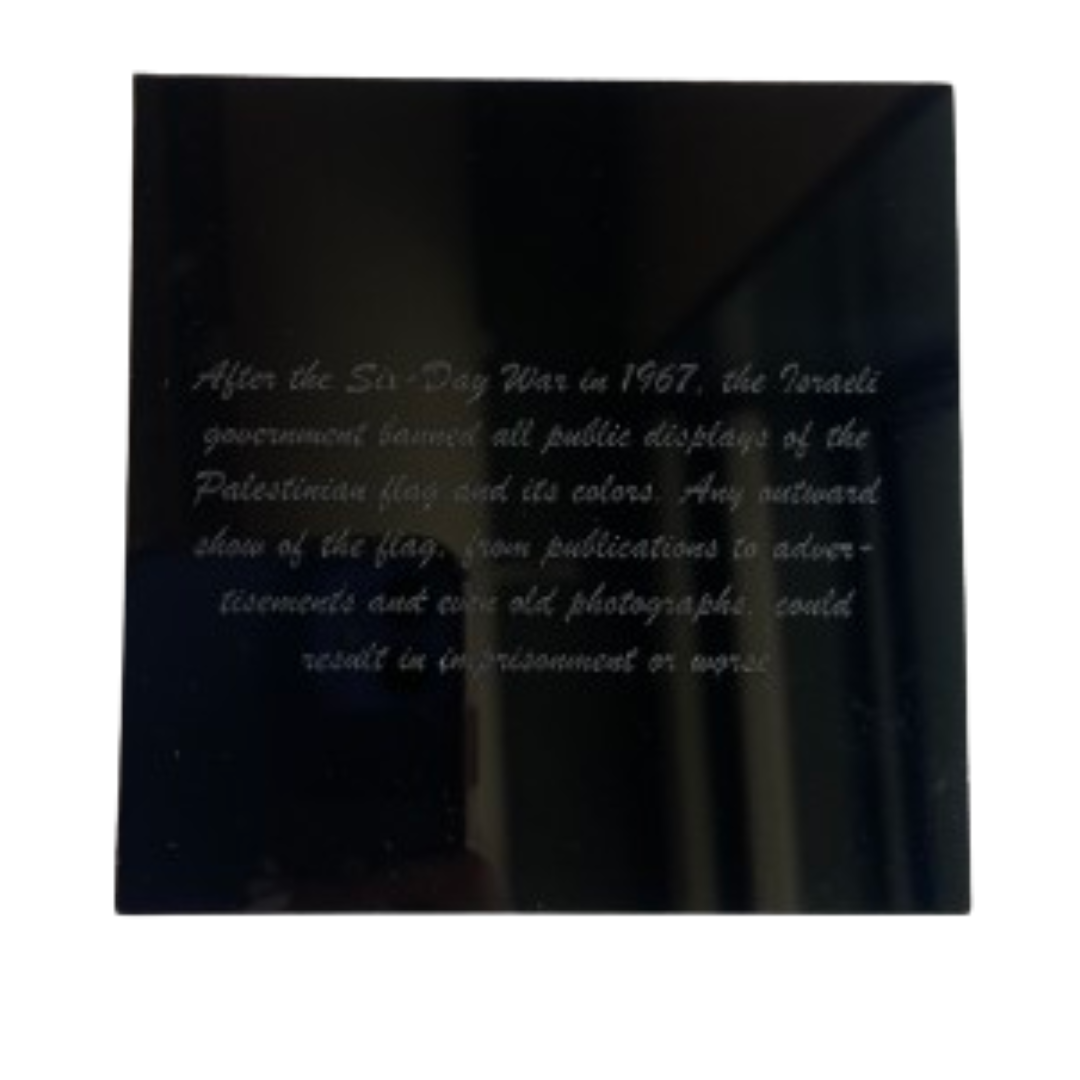 After the Six-Day War in 1967, the Israeli
government banned all public displays of the
Palestinian flag and its colors. Any outward
show of the flag, from publications to adver-
tisements and even old photographs, could
result in imprisonment or worse